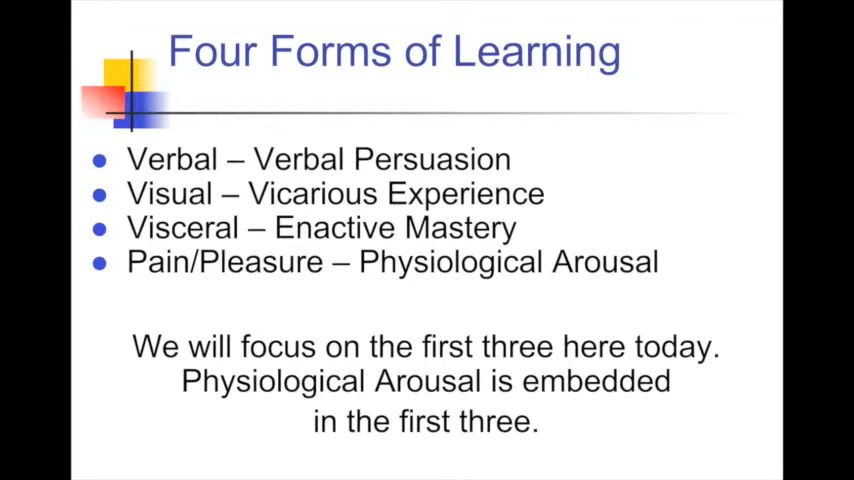 Four Forms of Learning
Verbal – Verbal Persuasion
Visual – Vicarious Experience
Visceral – Enactive Mastery
Pain/Pleasure – Physiological Arousal
We will focus on the first three here today.
Physiological Arousal is embedded
in the first three.